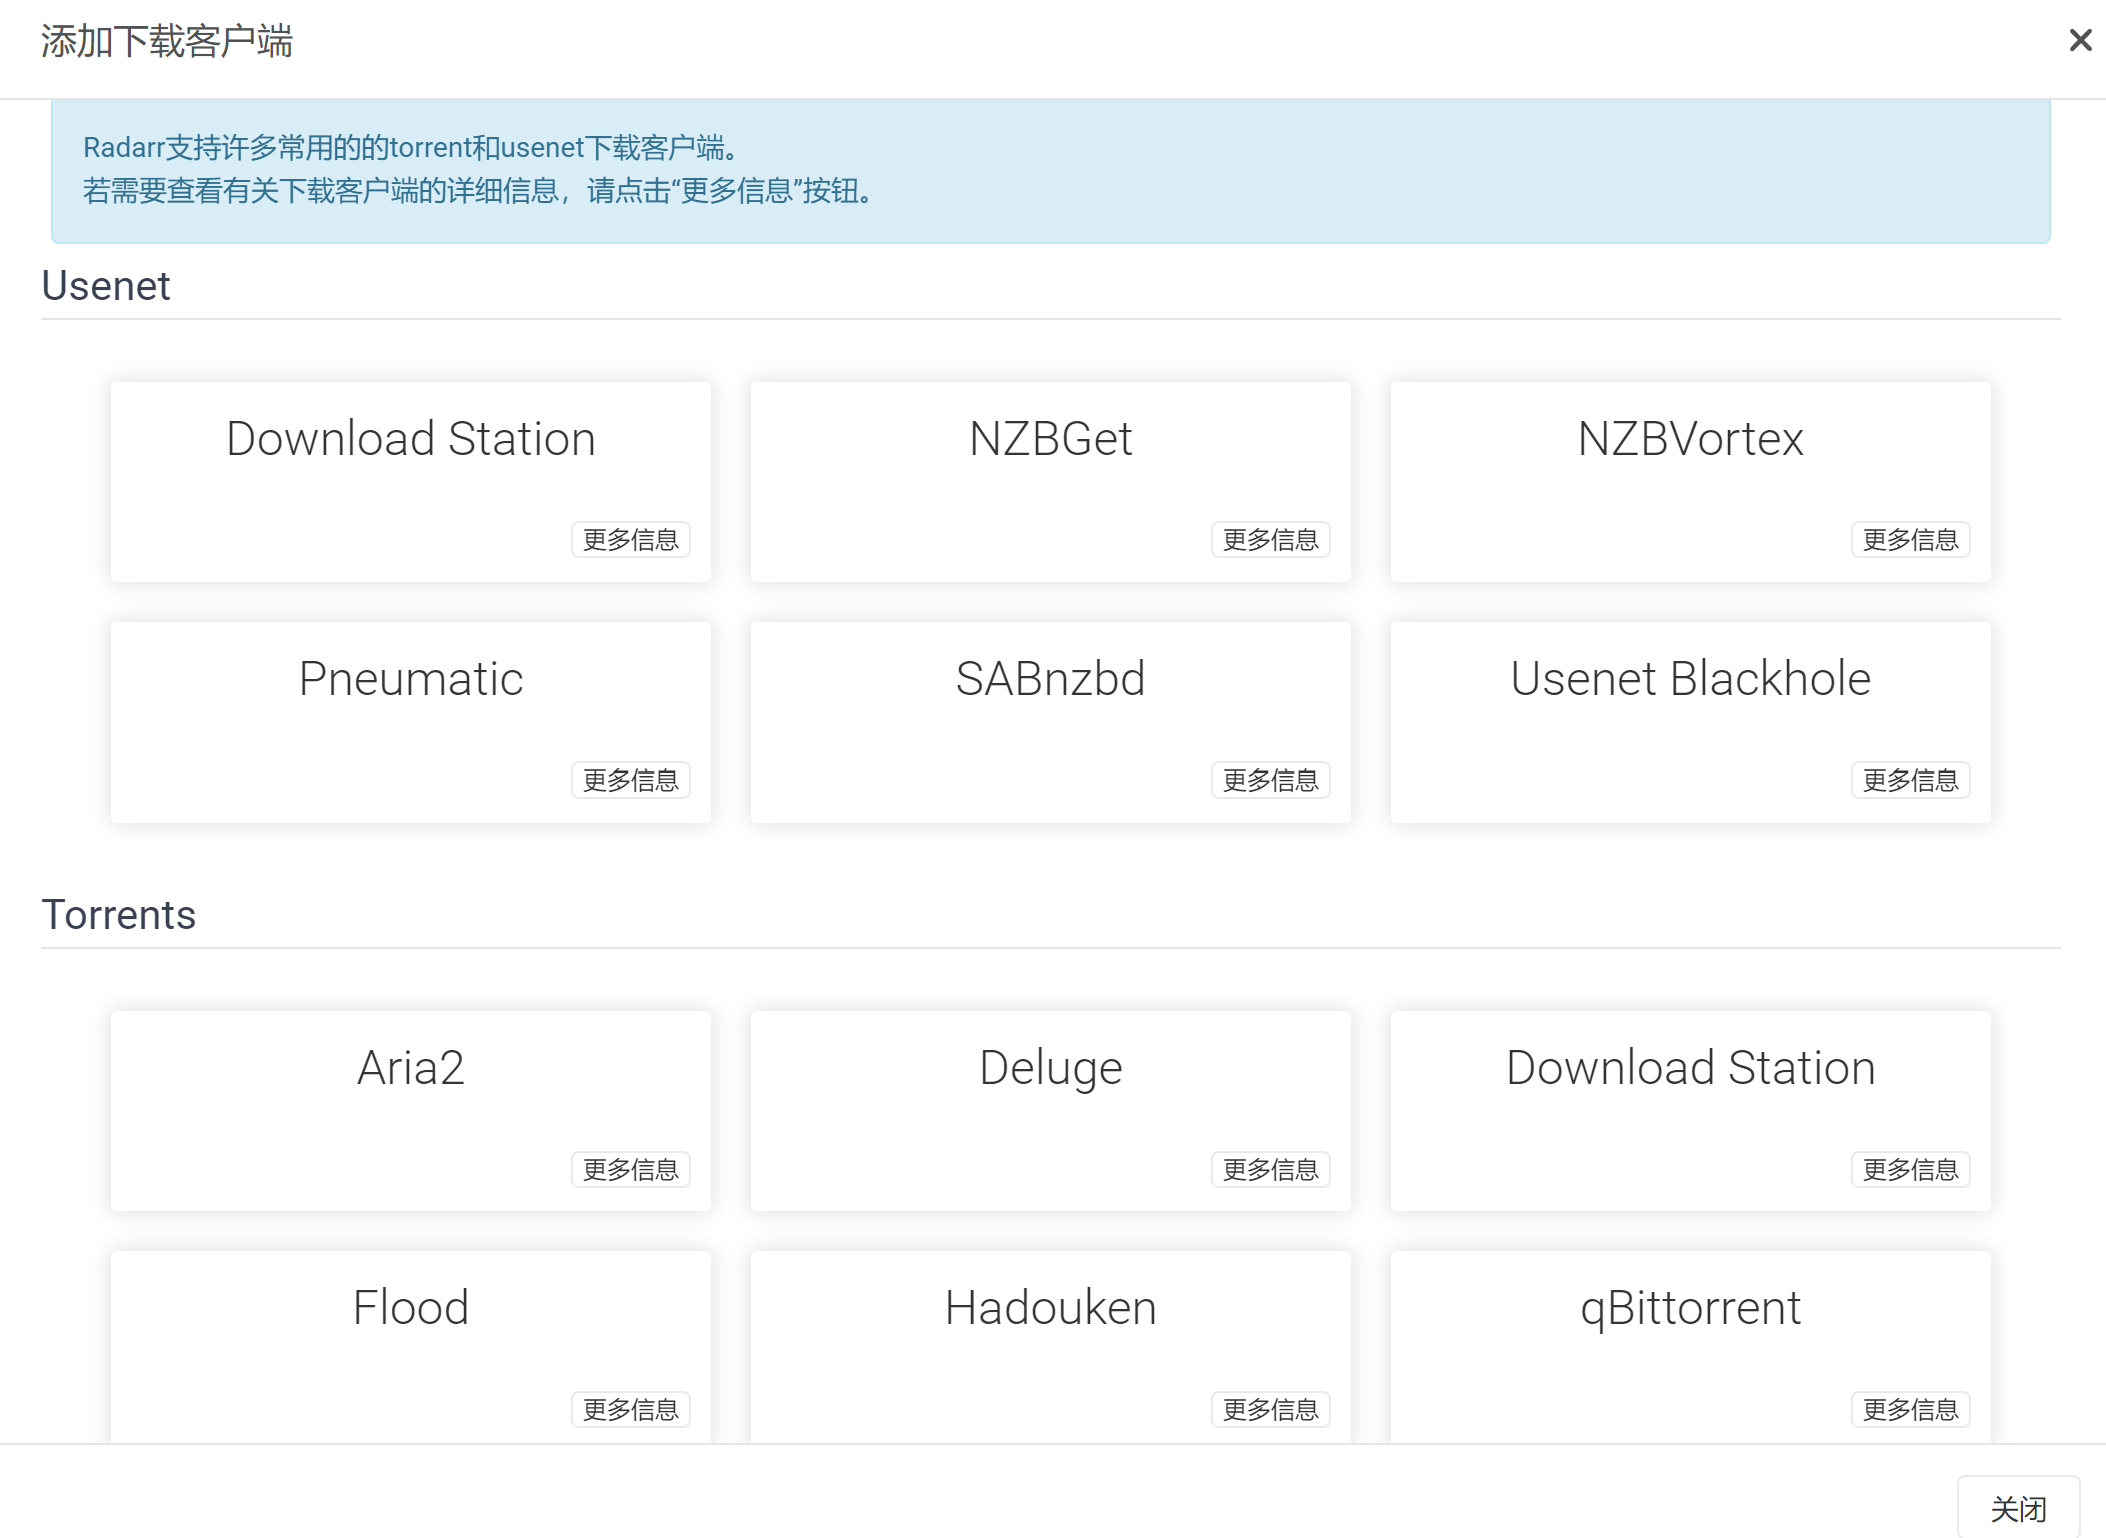 添加下载客户端
Radarr支持许多常用的的torrent和usenet下载客户端。
若需要查看有关下载客户端的详细信息，请点击“更多信息”按钮。
Usenet
Download Station
更多信息
NZBGet
更多信息
NZBVortex
更多信息
Pneumatic
更多信息
SABnzbd
更多信息
Usenet Blackhole
更多信息
Torrents
Aria2
更多信息
Deluge
更多信息
Download Station
更多信息
Flood
更多信息
Hadouken
更多信息
qBittorrent
更多信息
关闭